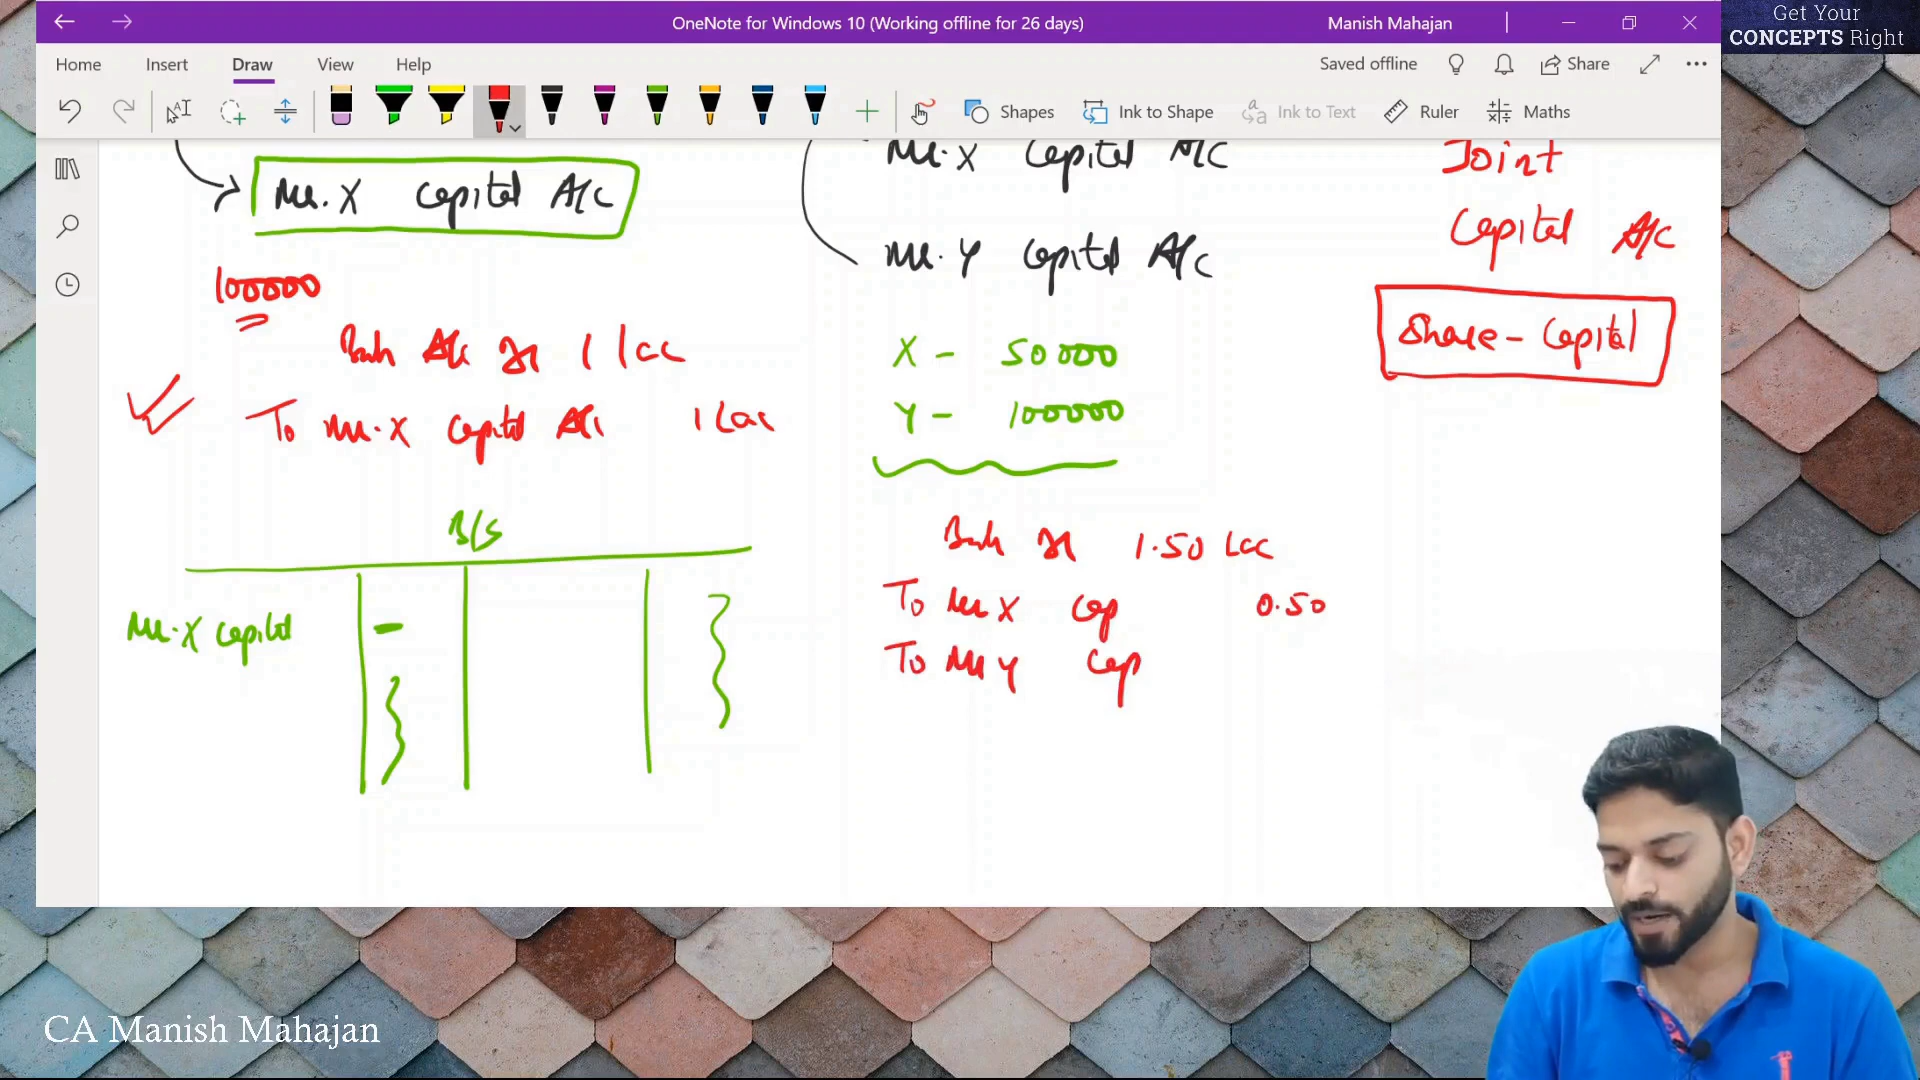 OneNote for Windows 10 (Working offline for 26 days)
Manish Mahajan
Get Your
CONCEPTS Right
Home Insert Draw View Help
Saved offline
Share
Shapes
Ink to Shape
Ink to Text
Ruler
Maths
Mr. X Capital A/c
100000
Bank A/c Dr 1 lac
To Mr. X Capital A/c 1 Lac
B/S
Mr. X Capital
Mr. X Capital A/C
Mr. Y Capital A/c
X - 50000
Y - 100000
Bank Dr 1.50 Lac
To Mr X Cap 0.50
To Mr Y Cap
Joint
Capital A/c
Share - Capital
CA Manish Mahajan